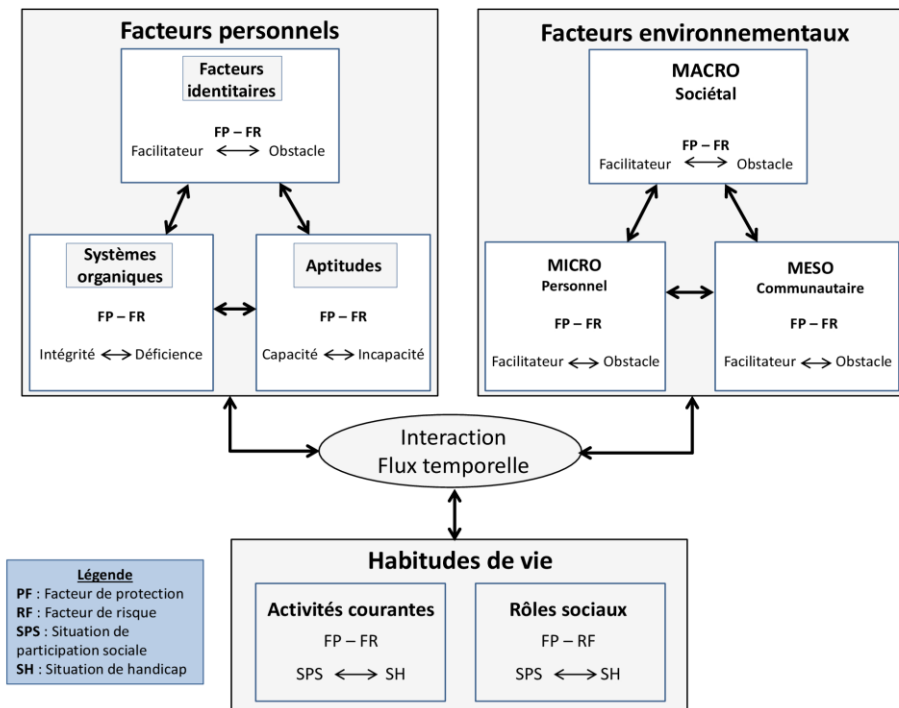 Facteurs personnels
Facteurs
identitaires
FP – FR
Facilitateur Obstacle
Systèmes
organiques
FP – FR
Intégrité Déficience
Aptitudes
FP – FR
Capacité Incapacité
Facteurs environnementaux
MACRO
Sociétal
FP – FR
Facilitateur Obstacle
MICRO
Personnel
FP – FR
Facilitateur Obstacle
MESO
Communautaire
FP – FR
Facilitateur Obstacle
Interaction
Flux temporelle
Habitudes de vie
Activités courantes
FP – FR
SPS SH
Rôles sociaux
FP – RF
SPS SH
Légende
PF : Facteur de protection
RF : Facteur de risque
SPS : Situation de
participation sociale
SH : Situation de handicap